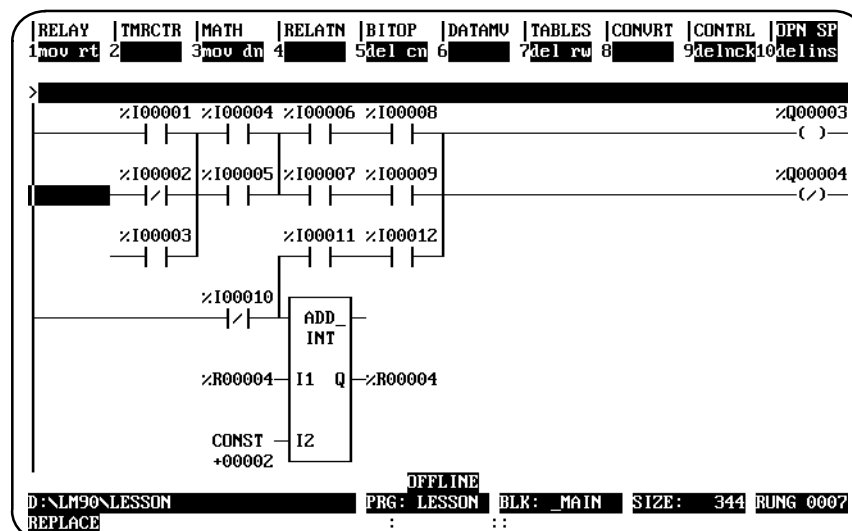 RELAY |TMRCTR |MATH |RELATN |BITOP |DATAMV |TABLES |CONVRT |CONTRL |OPN SP
1mov rt 2 3mov dn 4 5del cn 6 7del rw 8 9delnck10delins
>
%I00001 %I00004 %I00006 %I00008 %Q00003
%I00002 %I00005 %I00007 %I00009 %Q00004
%I00003 %I00011 %I00012
%I00010
ADD_
INT
%R00004 I1 Q %R00004
CONST I2
+00002
OFFLINE
D:\LM90\LESSON PRG: LESSON BLK: _MAIN SIZE: 344 RUNG 0007
REPLACE : ::